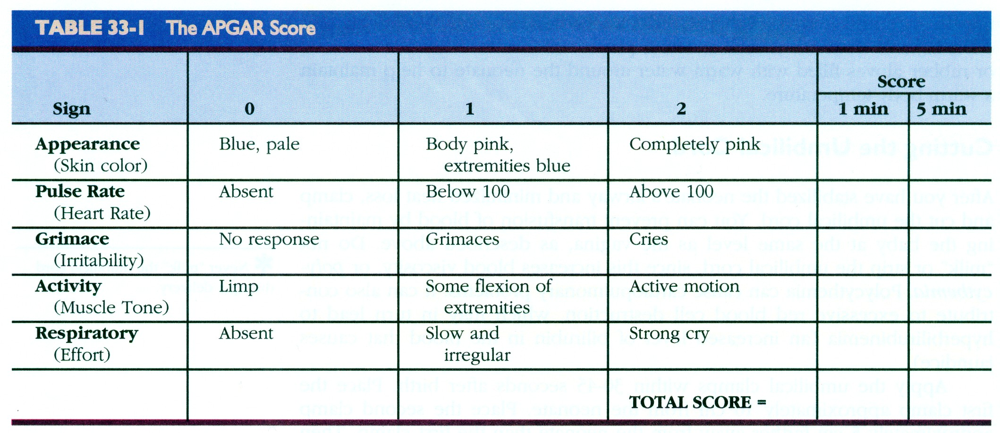 TABLE 33-1 The APGAR Score
Score
Sign 0 1 2 1 min 5 min
Appearance Blue, pale Body pink, Completely pink
(Skin color) extremities blue
Pulse Rate Absent Below 100 Above 100
(Heart Rate)
Grimace No response Grimaces Cries
(Irritability)
Activity Limp Some flexion of Active motion
(Muscle Tone) extremities
Respiratory Absent Slow and Strong cry
(Effort) irregular
TOTAL SCORE =